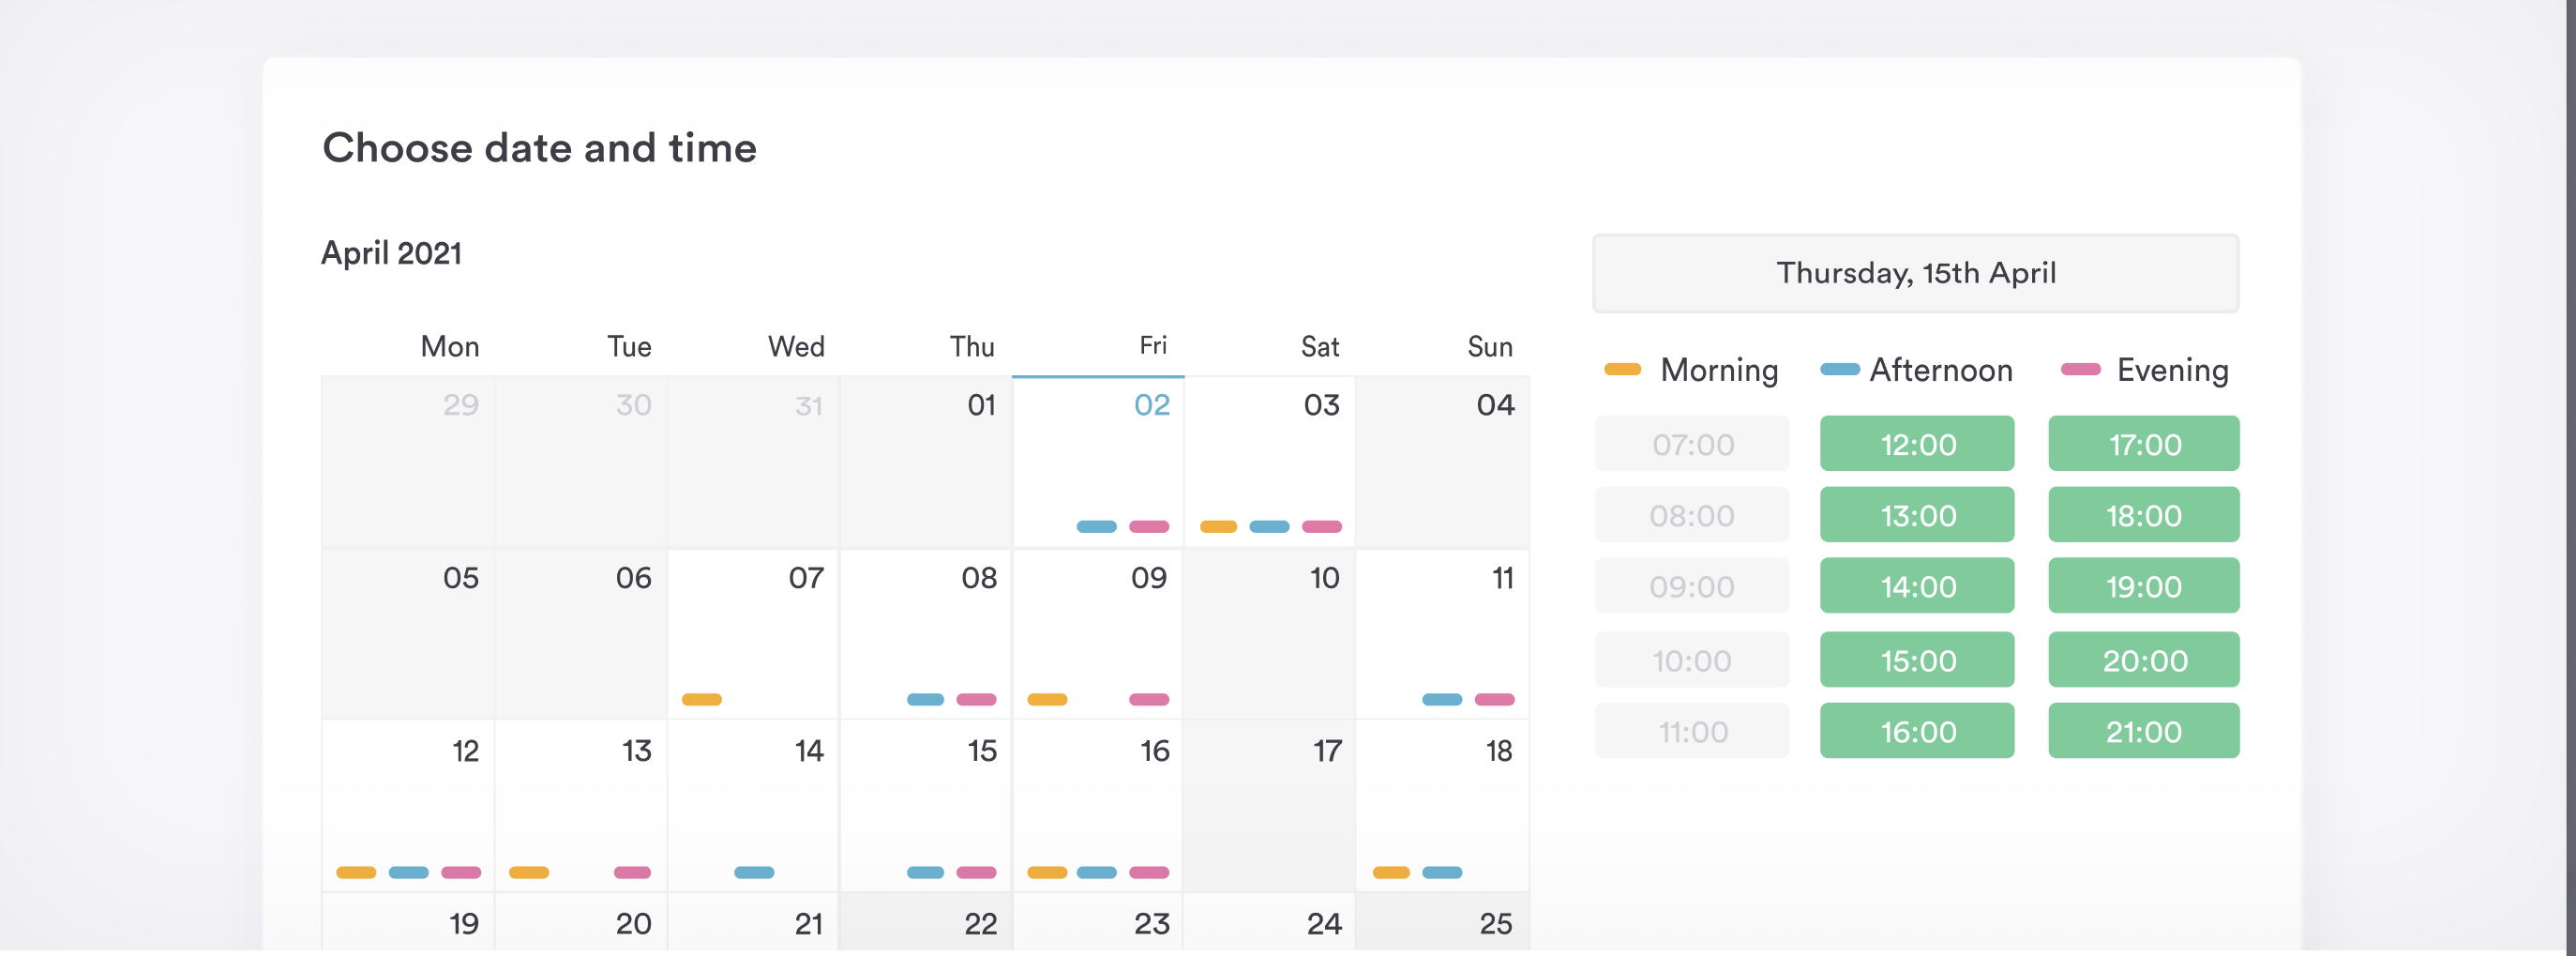 Choose date and time
April 2021
Mon Tue Wed Thu Fri Sat Sun
29 30 31 01 02 03 04
05 06 07 08 09 10 11
12 13 14 15 16 17 18
19 20 21 22 23 24 25
Thursday, 15th April
Morning Afternoon Evening
07:00 12:00 17:00
08:00 13:00 18:00
09:00 14:00 19:00
10:00 15:00 20:00
11:00 16:00 21:00